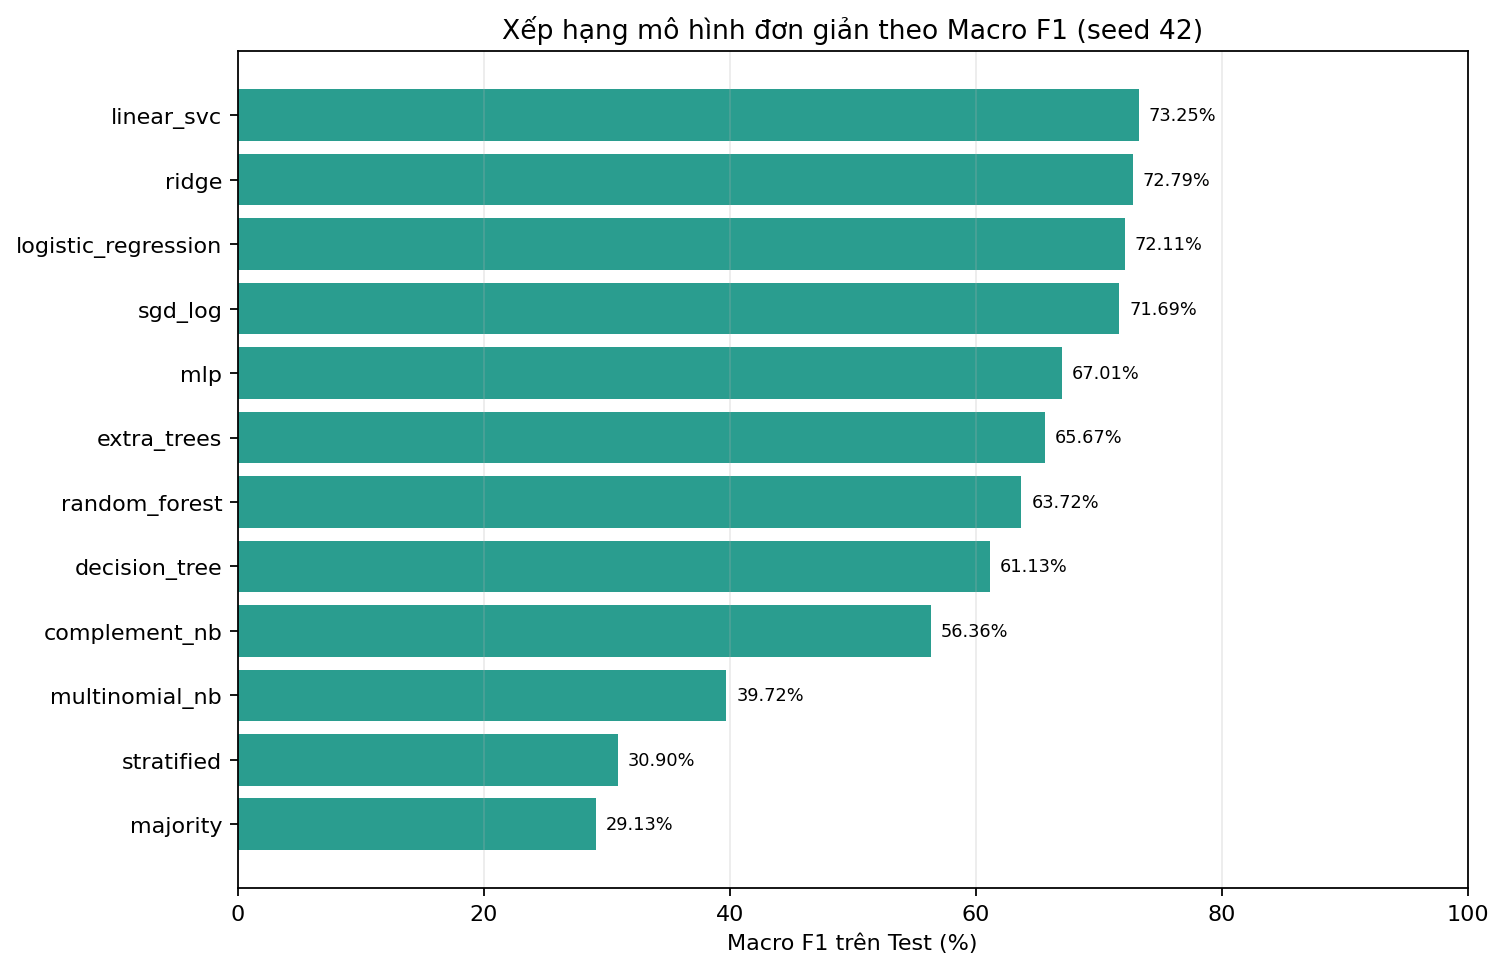 Xếp hạng mô hình đơn giản theo Macro F1 (seed 42)
linear_svc 73.25%
ridge 72.79%
logistic_regression 72.11%
sgd_log 71.69%
mlp 67.01%
extra_trees 65.67%
random_forest 63.72%
decision_tree 61.13%
complement_nb 56.36%
multinomial_nb 39.72%
stratified 30.90%
majority 29.13%
0 20 40 60 80 100
Macro F1 trên Test (%)